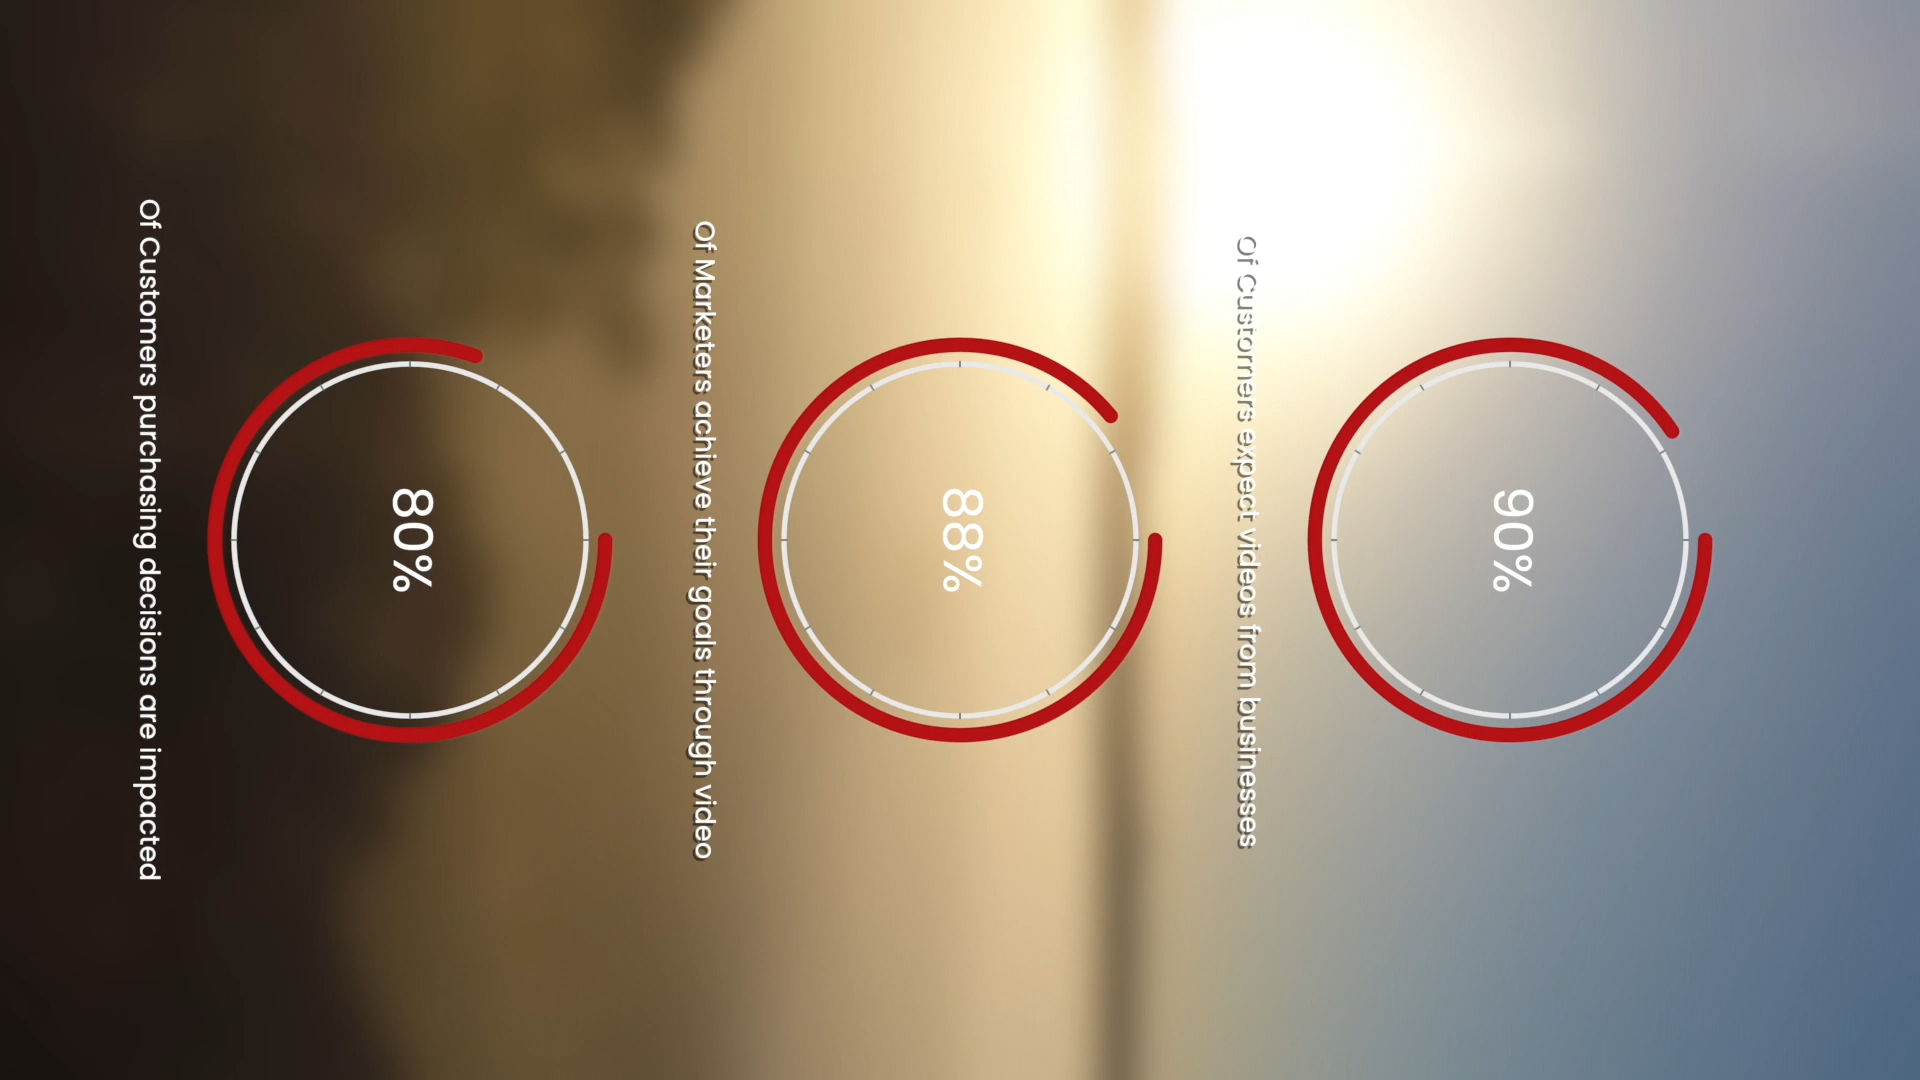 90%
Of Customers expect videos from businesses
88%
Of Marketers achieve their goals through video
80%
Of Customers purchasing decisions are impacted